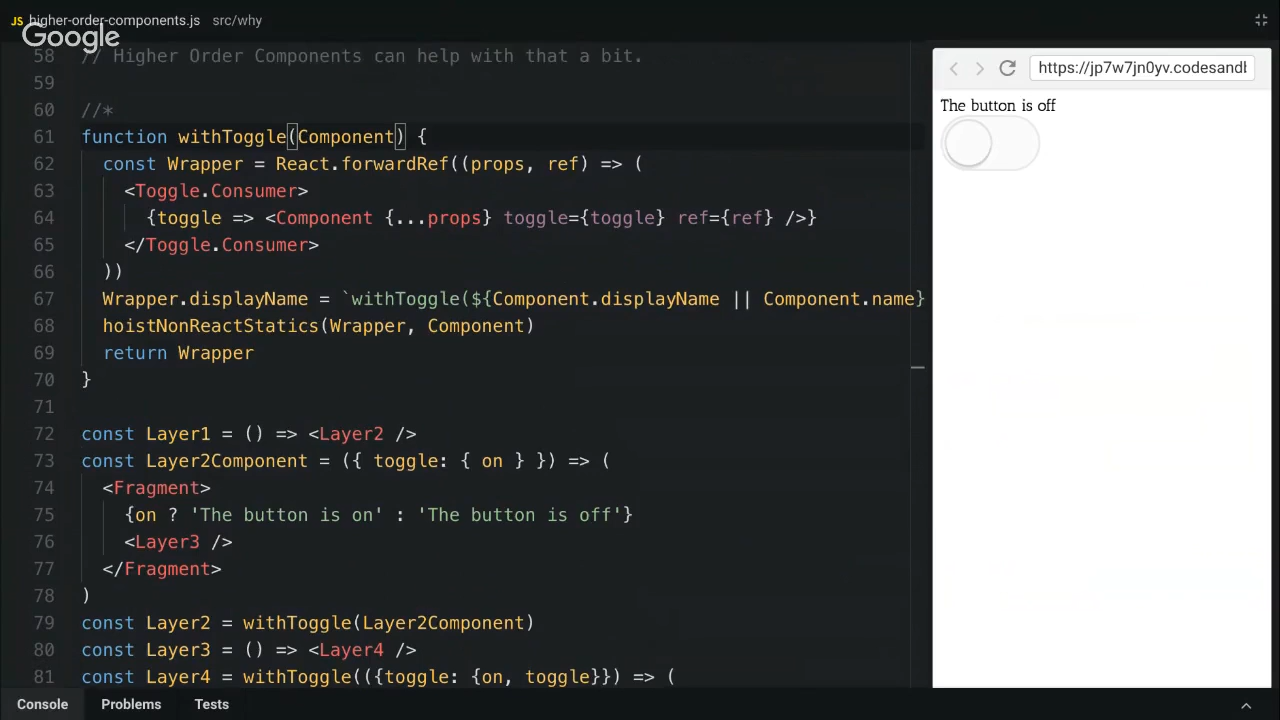 JS higher-order-components.js src/why
Google
58 // Higher Order Components can help with that a bit.
59
60 //*
61 function withToggle(Component) {
62 const Wrapper = React.forwardRef((props, ref) => (
63 <Toggle.Consumer>
64 {toggle => <Component {...props} toggle={toggle} ref={ref} />}
65 </Toggle.Consumer>
66 ))
67 Wrapper.displayName = `withToggle(${Component.displayName || Component.name}
68 hoistNonReactStatics(Wrapper, Component)
69 return Wrapper
70 }
71
72 const Layer1 = () => <Layer2 />
73 const Layer2Component = ({ toggle: { on } }) => (
74 <Fragment>
75 {on ? 'The button is on' : 'The button is off'}
76 <Layer3 />
77 </Fragment>
78 )
79 const Layer2 = withToggle(Layer2Component)
80 const Layer3 = () => <Layer4 />
81 const Layer4 = withToggle(({toggle: {on, toggle}}) => (
https://jp7w7jn0yv.codesandb
The button is off
Console Problems Tests